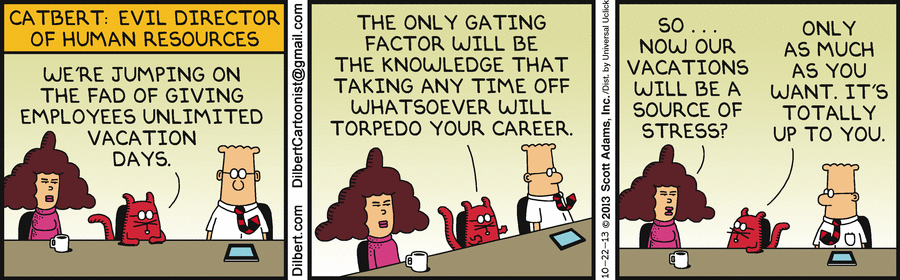 CATBERT: EVIL DIRECTOR
OF HUMAN RESOURCES
WE'RE JUMPING ON
THE FAD OF GIVING
EMPLOYEES UNLIMITED
VACATION
DAYS.
Dilbert.com DilbertCartoonist@gmail.com
THE ONLY GATING
FACTOR WILL BE
THE KNOWLEDGE THAT
TAKING ANY TIME OFF
WHATSOEVER WILL
TORPEDO YOUR CAREER.
10-22-13 © 2013 Scott Adams, Inc. /Dist. by Universal Uclick
SO...
NOW OUR
VACATIONS
WILL BE A
SOURCE OF
STRESS?
ONLY
AS MUCH
AS YOU
WANT. IT'S
TOTALLY
UP TO YOU.